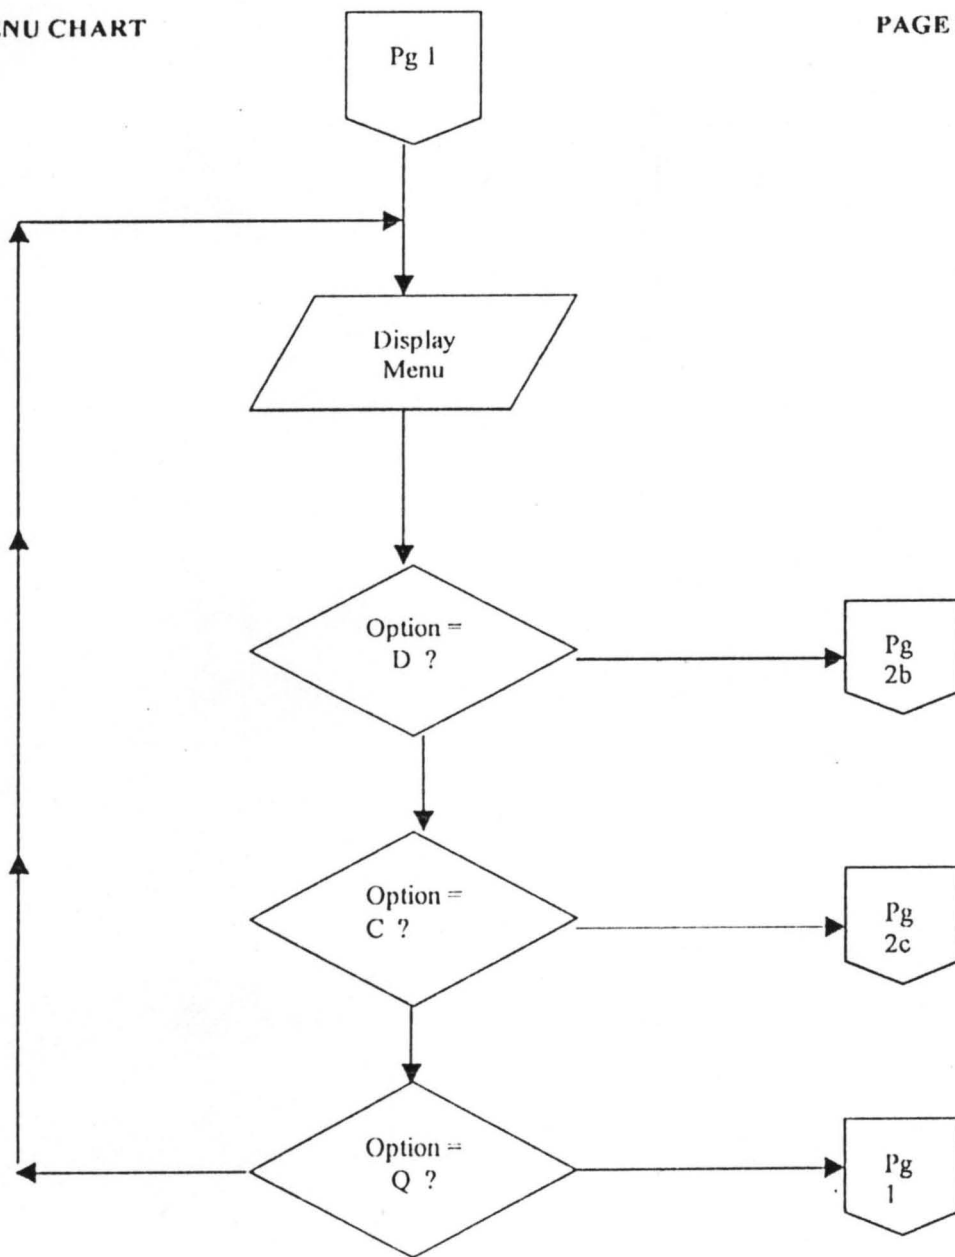 NU CHART
PAGE
Pg 1
Display
Menu
Option =
D ?
Pg
2b
Option =
C ?
Pg
2c
Option =
Q ?
Pg
1